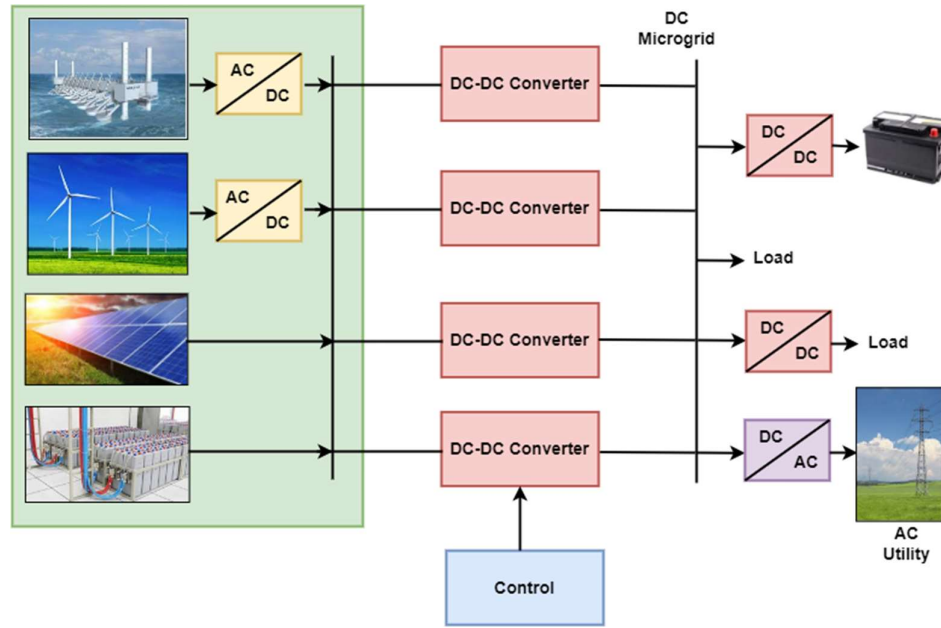 DC
Microgrid
AC
DC
DC-DC Converter
DC
DC
AC
DC
DC-DC Converter
Load
DC-DC Converter
DC
DC
Load
DC-DC Converter
DC
AC
AC
Utility
Control